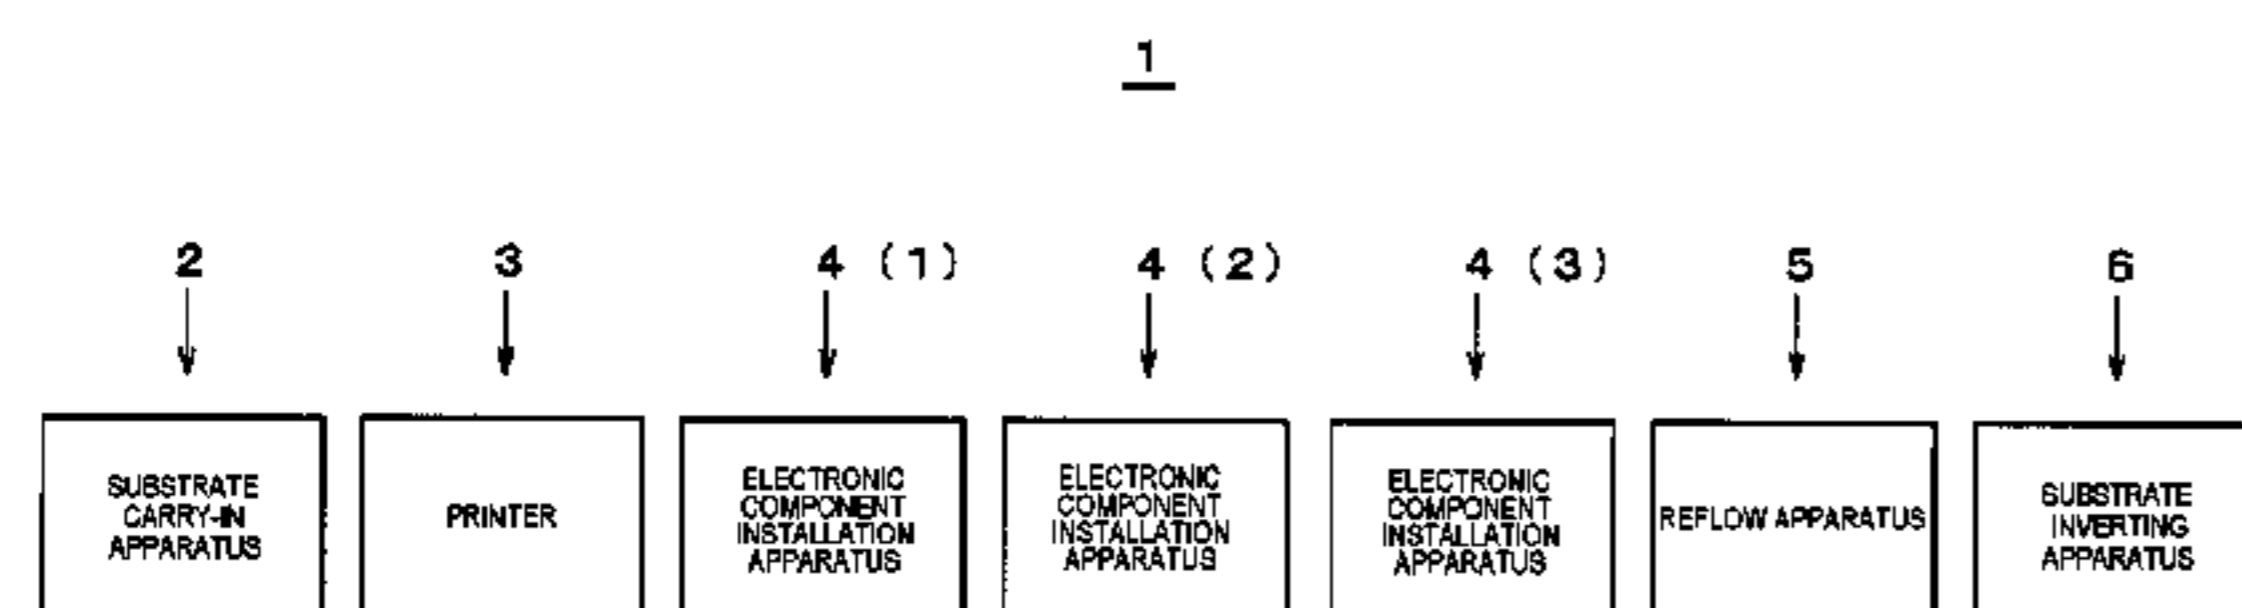 1
2
3
4 (1)
4 (2)
4 (3)
5
6
SUBSTRATE
CARRY-IN
APPARATUS
PRINTER
ELECTRONIC
COMPONENT
INSTALLATION
APPARATUS
ELECTRONIC
COMPONENT
INSTALLATION
APPARATUS
ELECTRONIC
COMPONENT
INSTALLATION
APPARATUS
REFLOW APPARATUS
SUBSTRATE
INVERTING
APPARATUS